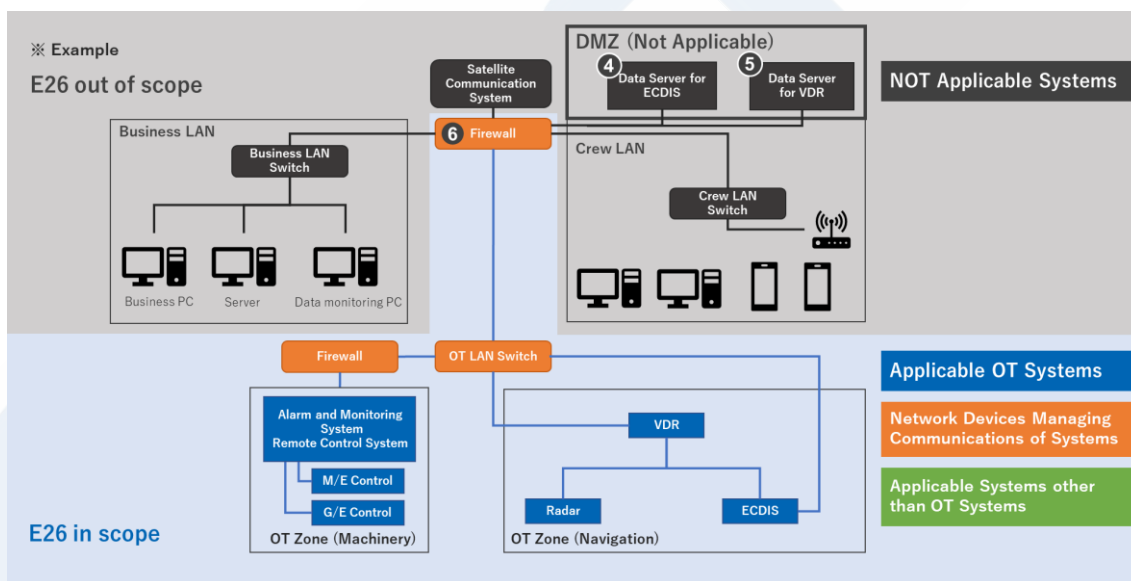 ※ Example
E26 out of scope
Satellite
Communication
System
DMZ (Not Applicable)
4
Data Server for
ECDIS
5
Data Server
for VDR
NOT Applicable Systems
Business LAN
6
Firewall
Crew LAN
Business LAN
Switch
Crew LAN
Switch
Business PC
Server
Data monitoring PC
Firewall
OT LAN Switch
Applicable OT Systems
Alarm and Monitoring
System
Remote Control System
VDR
Network Devices Managing
Communications of Systems
M/E Control
G/E Control
Radar
ECDIS
Applicable Systems other
than OT Systems
E26 in scope
OT Zone (Machinery)
OT Zone (Navigation)